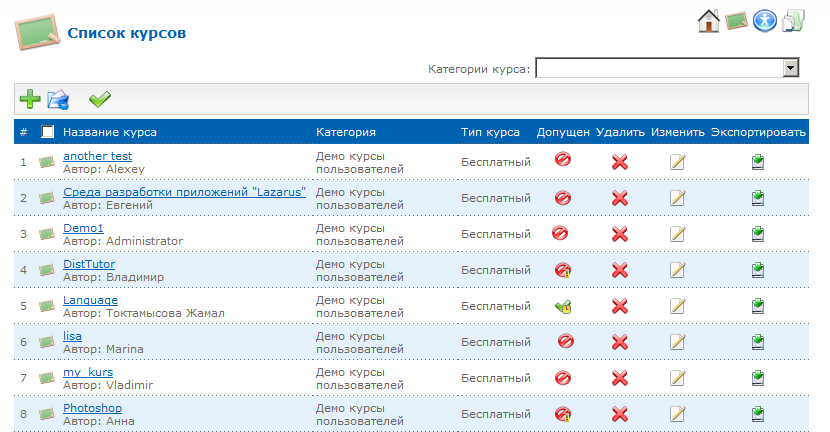 Список курсов
Категории курса:
# Название курса Категория Тип курса Допущен Удалить Изменить Экспортировать
1 another test Демо курсы Бесплатный
Автор: Alexey пользователей
2 Среда разработки приложений "Lazarus" Демо курсы Бесплатный
Автор: Евгений пользователей
3 Demo1 Демо курсы Бесплатный
Автор: Administrator пользователей
4 DistTutor Демо курсы Бесплатный
Автор: Владимир пользователей
5 Language Демо курсы Бесплатный
Автор: Токтамысова Жамал пользователей
6 lisa Демо курсы Бесплатный
Автор: Marina пользователей
7 my_kurs Демо курсы Бесплатный
Автор: Vladimir пользователей
8 Photoshop Демо курсы Бесплатный
Автор: Анна пользователей